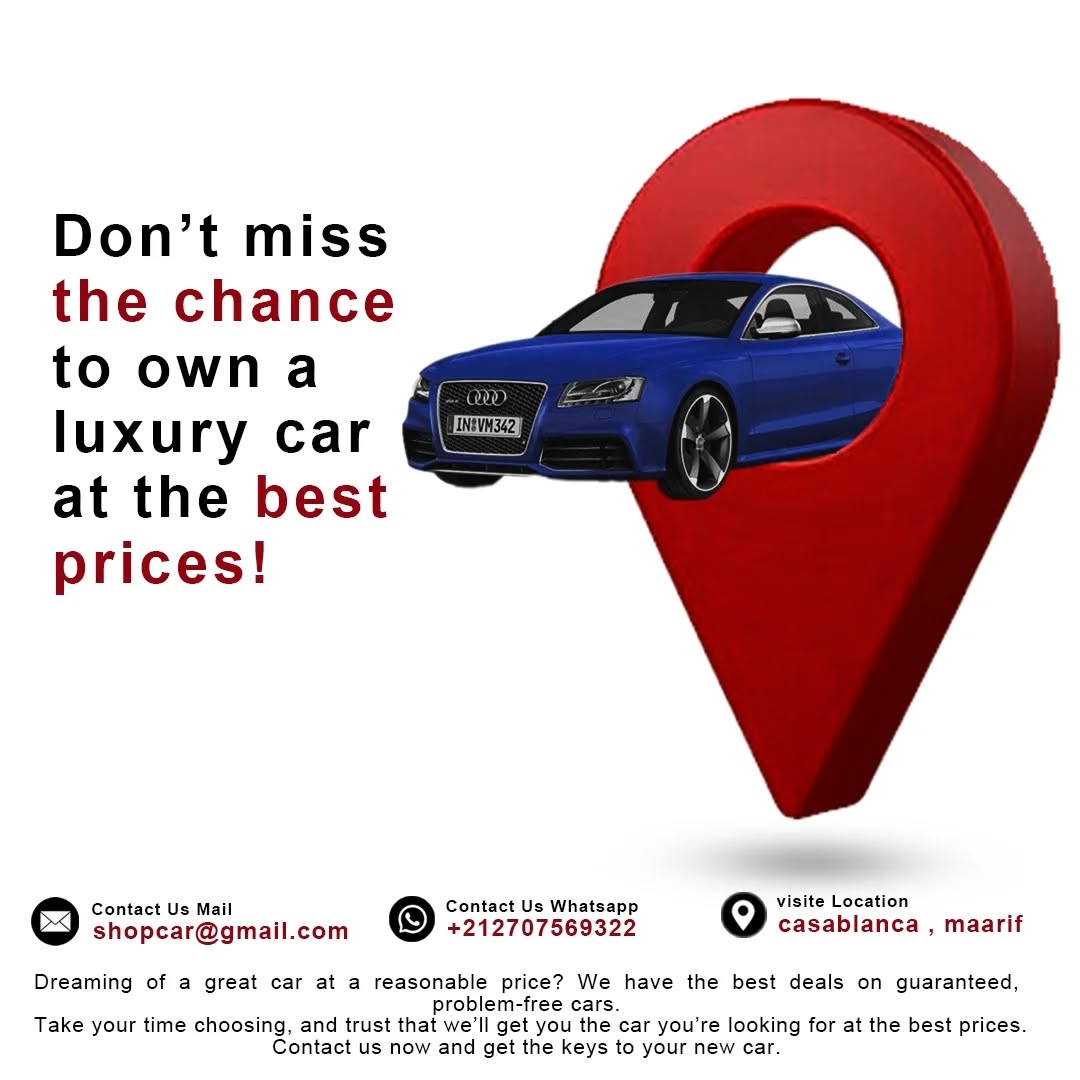 Don't miss
the chance
to own a
luxury car
at the best
prices!
IN VM342
Contact Us Mail
shopcar@gmail.com
Contact Us Whatsapp
+212707569322
visite Location
casablanca , maarif
Dreaming of a great car at a reasonable price? We have the best deals on guaranteed,
problem-free cars.
Take your time choosing, and trust that we'll get you the car you're looking for at the best prices.
Contact us now and get the keys to your new car.